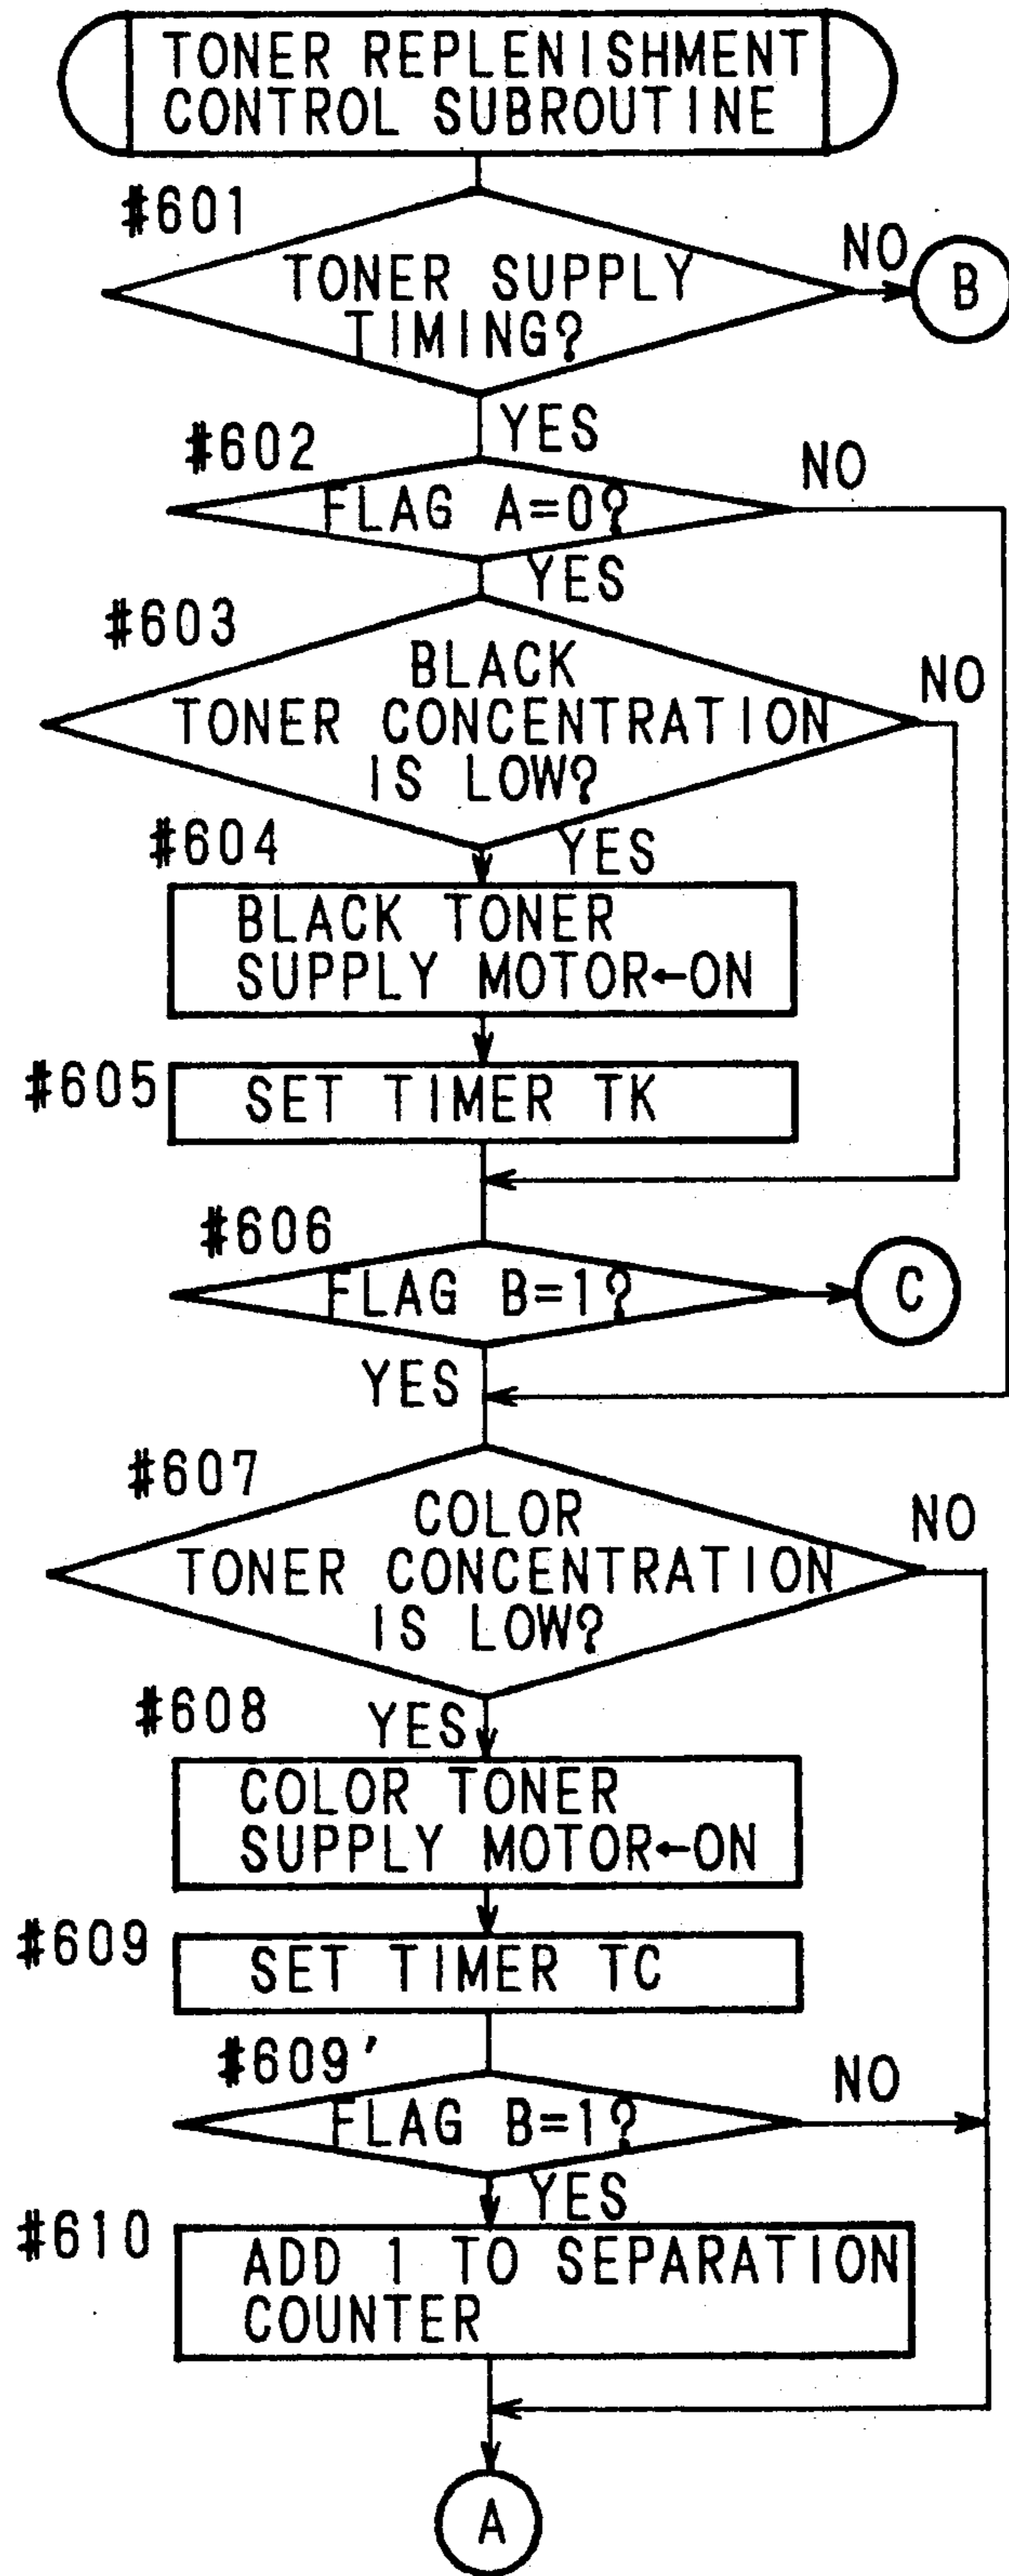 TONER REPLENISHMENT
CONTROL SUBROUTINE
#601
TONER SUPPLY
TIMING?
NO
B
YES
#602
FLAG A=0?
NO
YES
#603
BLACK
TONER CONCENTRATION
IS LOW?
NO
YES
#604
BLACK TONER
SUPPLY MOTOR←ON
#605
SET TIMER TK
#606
FLAG B=1?
C
YES
#607
COLOR
TONER CONCENTRATION
IS LOW?
NO
YES
#608
COLOR TONER
SUPPLY MOTOR←ON
#609
SET TIMER TC
#609'
FLAG B=1?
NO
YES
#610
ADD 1 TO SEPARATION
COUNTER
A